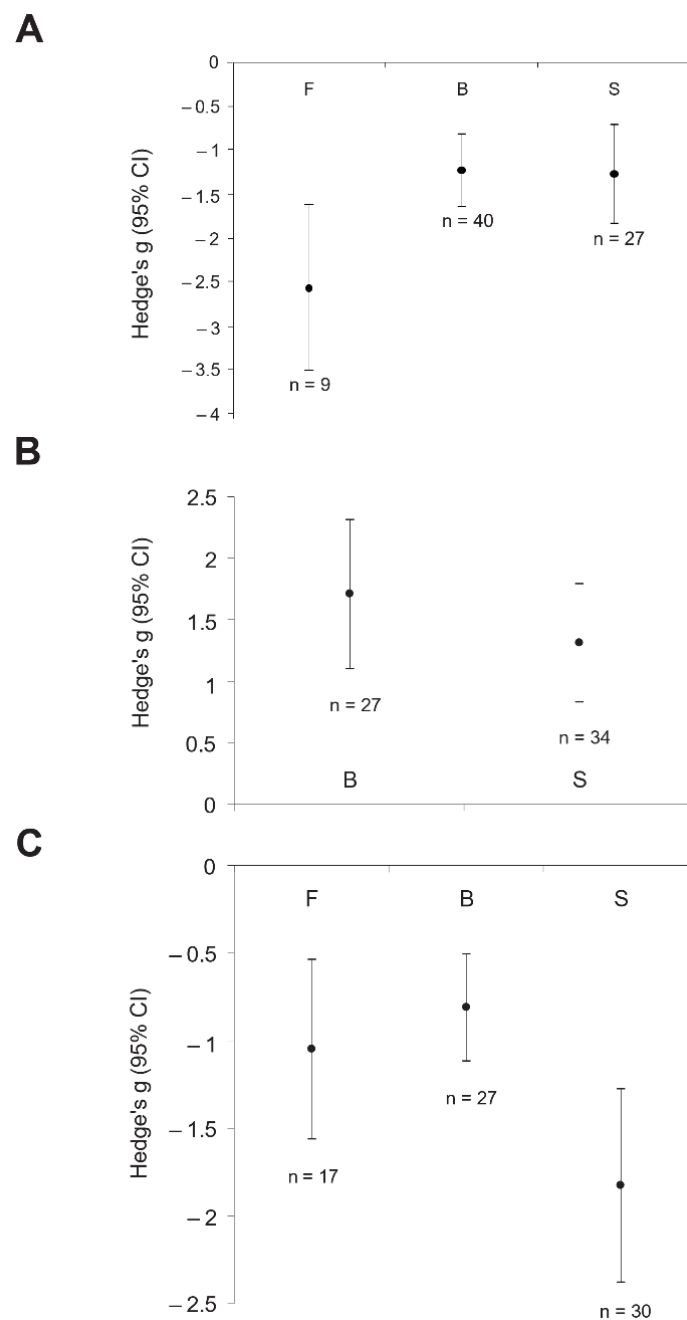 A
0
F
B
S
– 0.5
– 1
– 1.5
– 2
– 2.5
– 3
– 3.5
– 4
Hedge's g (95% CI)
n = 40
n = 27
n = 9
B
2.5
2
1.5
1
0.5
0
Hedge's g (95% CI)
n = 27
n = 34
B
S
C
0
F
B
S
– 0.5
– 1
– 1.5
– 2
– 2.5
Hedge's g (95% CI)
n = 27
n = 17
n = 30